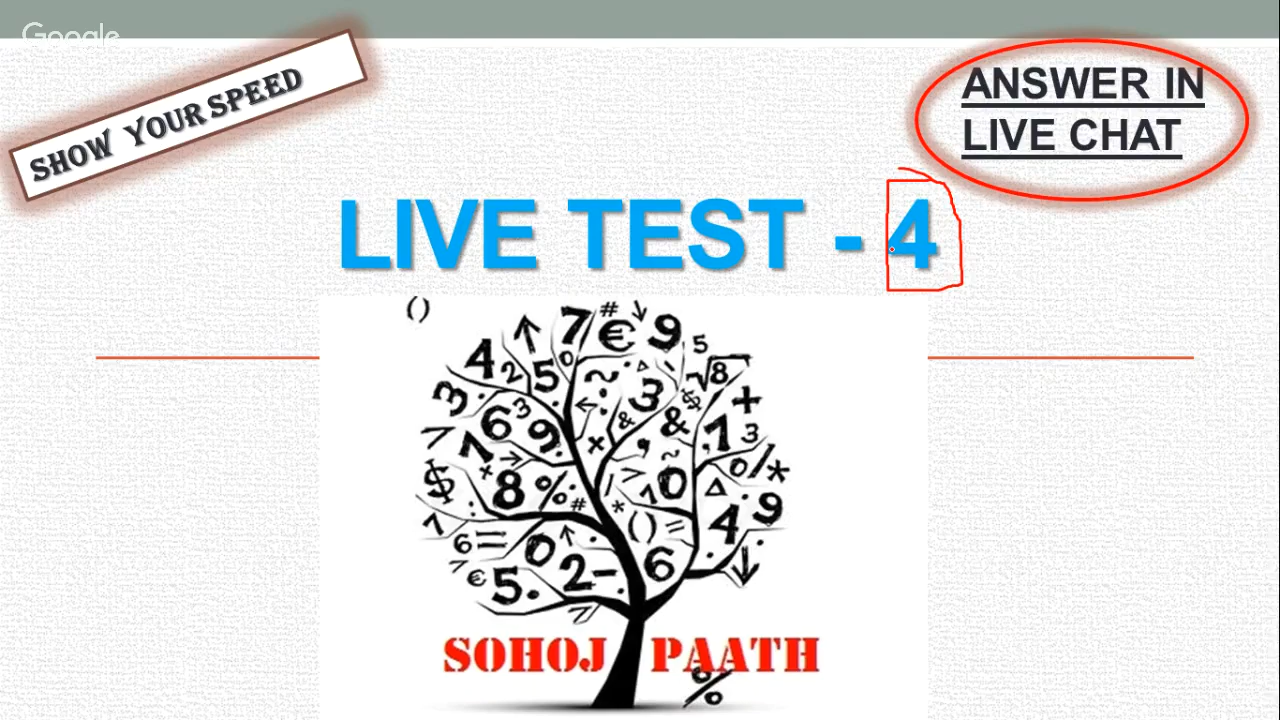 Google
SHOW YOUR SPEED
ANSWER IN
LIVE CHAT
LIVE TEST - 4
SOHOJ PAATH